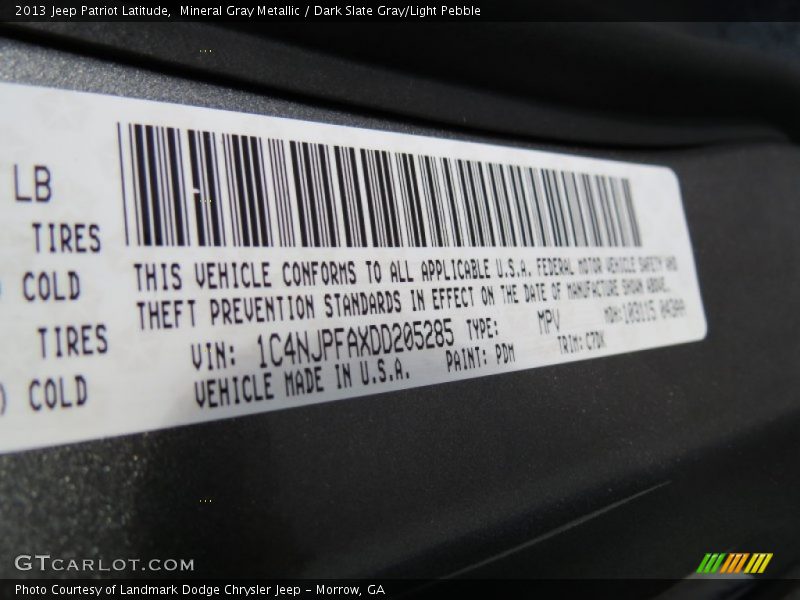 2013 Jeep Patriot Latitude, Mineral Gray Metallic / Dark Slate Gray/Light Pebble
LB
TIRES
COLD
TIRES
) COLD
THIS VEHICLE CONFORMS TO ALL APPLICABLE U.S.A. FEDERAL MOTOR VEHICLE SAFETY AND
THEFT PREVENTION STANDARDS IN EFFECT ON THE DATE OF MANUFACTURE SHOWN ABOVE.
VIN: 1C4NJPFAXDD205285 TYPE: MPV MDH:
VEHICLE MADE IN U.S.A. PAINT: PDM TRIM: C7DK
GTCARLOT.COM
Photo Courtesy of Landmark Dodge Chrysler Jeep - Morrow, GA